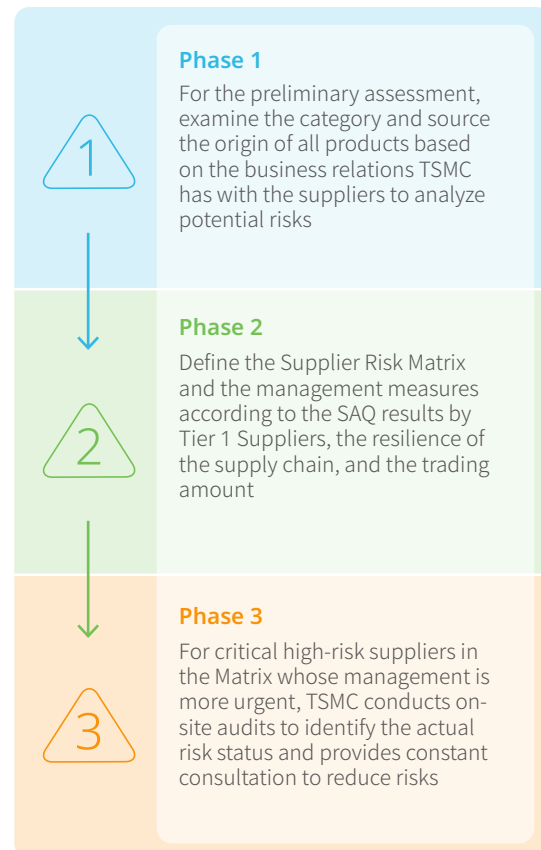 1
Phase 1
For the preliminary assessment,
examine the category and source
the origin of all products based
on the business relations TSMC
has with the suppliers to analyze
potential risks
2
Phase 2
Define the Supplier Risk Matrix
and the management measures
according to the SAQ results by
Tier 1 Suppliers, the resilience of
the supply chain, and the trading
amount
3
Phase 3
For critical high-risk suppliers in
the Matrix whose management is
more urgent, TSMC conducts on-
site audits to identify the actual
risk status and provides constant
consultation to reduce risks